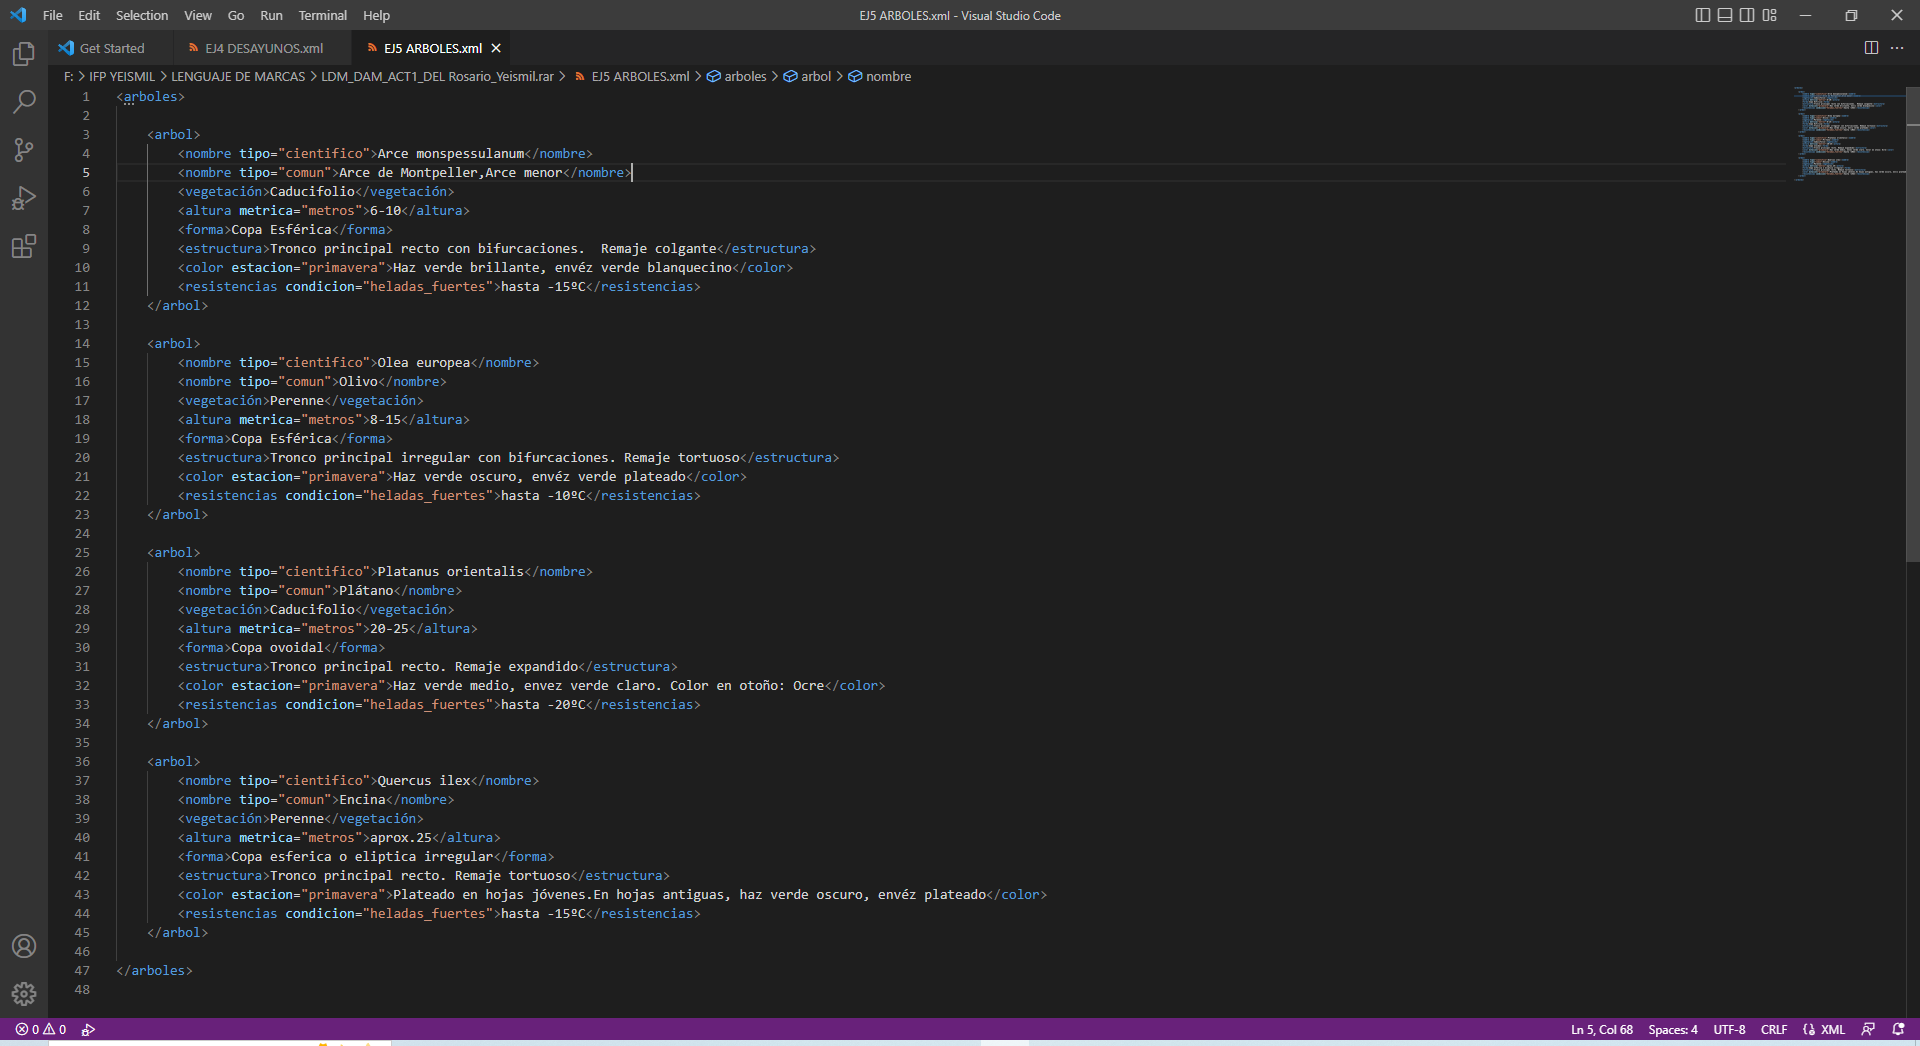 File Edit Selection View Go Run Terminal Help
EJ5 ARBOLES.xml - Visual Studio Code
Get Started
EJ4 DESAYUNOS.xml
EJ5 ARBOLES.xml
F: > IFP YEISMIL > LENGUAJE DE MARCAS > LDM_DAM_ACT1_DEL Rosario_Yeismil.rar > EJ5 ARBOLES.xml > arboles > arbol > nombre
1 <arboles>
2
3 <arbol>
4 <nombre tipo="cientifico">Arce monspessulanum</nombre>
5 <nombre tipo="comun">Arce de Montpeller,Arce menor</nombre>
6 <vegetación>Caducifolio</vegetación>
7 <altura metrica="metros">6-10</altura>
8 <forma>Copa Esférica</forma>
9 <estructura>Tronco principal recto con bifurcaciones.  Remaje colgante</estructura>
10 <color estacion="primavera">Haz verde brillante, envéz verde blanquecino</color>
11 <resistencias condicion="heladas_fuertes">hasta -15ºC</resistencias>
12 </arbol>
13
14 <arbol>
15 <nombre tipo="cientifico">Olea europea</nombre>
16 <nombre tipo="comun">Olivo</nombre>
17 <vegetación>Perenne</vegetación>
18 <altura metrica="metros">8-15</altura>
19 <forma>Copa Esférica</forma>
20 <estructura>Tronco principal irregular con bifurcaciones. Remaje tortuoso</estructura>
21 <color estacion="primavera">Haz verde oscuro, envéz verde plateado</color>
22 <resistencias condicion="heladas_fuertes">hasta -10ºC</resistencias>
23 </arbol>
24
25 <arbol>
26 <nombre tipo="cientifico">Platanus orientalis</nombre>
27 <nombre tipo="comun">Plátano</nombre>
28 <vegetación>Caducifolio</vegetación>
29 <altura metrica="metros">20-25</altura>
30 <forma>Copa ovoidal</forma>
31 <estructura>Tronco principal recto. Remaje expandido</estructura>
32 <color estacion="primavera">Haz verde medio, envez verde claro. Color en otoño: Ocre</color>
33 <resistencias condicion="heladas_fuertes">hasta -20ºC</resistencias>
34 </arbol>
35
36 <arbol>
37 <nombre tipo="cientifico">Quercus ilex</nombre>
38 <nombre tipo="comun">Encina</nombre>
39 <vegetación>Perenne</vegetación>
40 <altura metrica="metros">aprox.25</altura>
41 <forma>Copa esferica o eliptica irregular</forma>
42 <estructura>Tronco principal recto. Remaje tortuoso</estructura>
43 <color estacion="primavera">Plateado en hojas jóvenes.En hojas antiguas, haz verde oscuro, envéz plateado</color>
44 <resistencias condicion="heladas_fuertes">hasta -15ºC</resistencias>
45 </arbol>
46
47 </arboles>
48
0 0
Ln 5, Col 68 Spaces: 4 UTF-8 CRLF XML